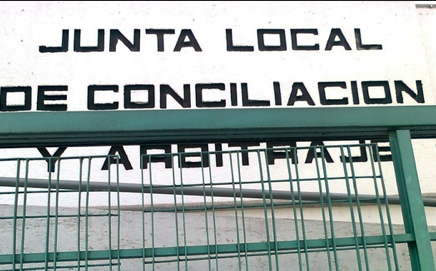 JUNTA LOCAL
DE CONCILIACION
Y ARBITRAJE